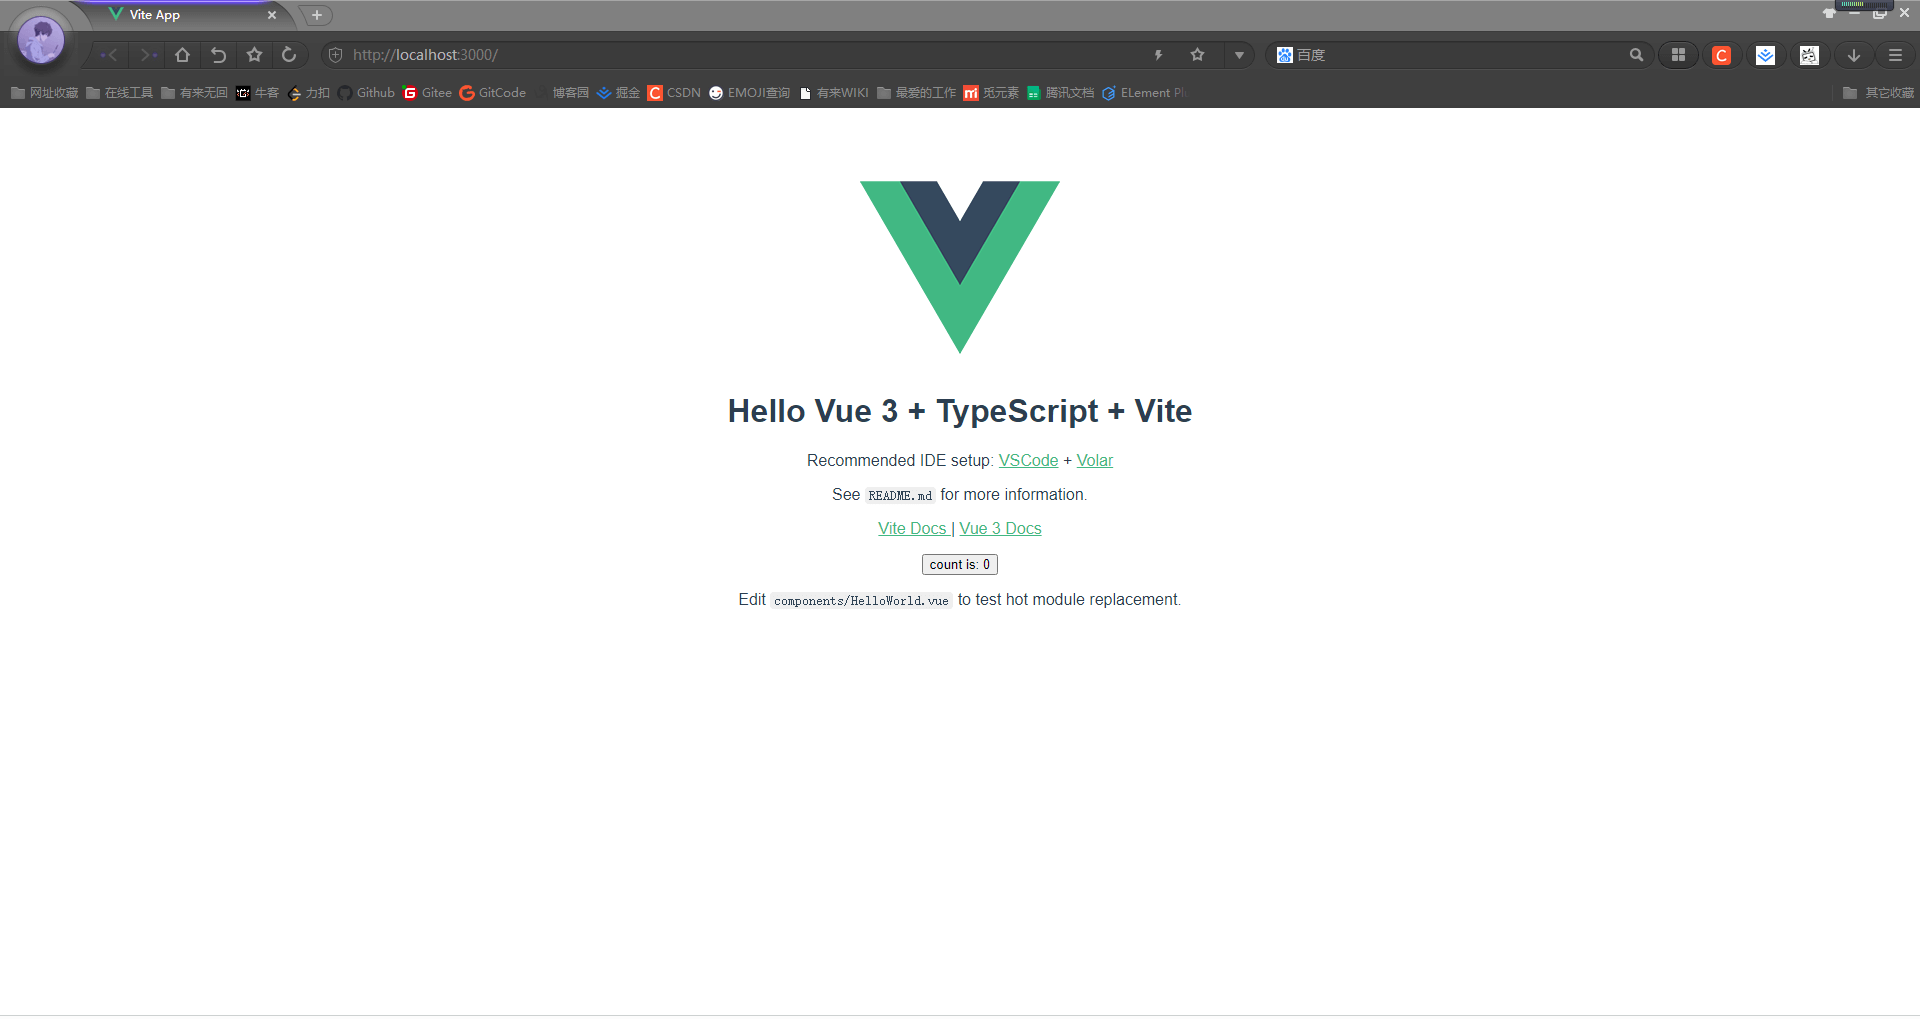 Vite App
http://localhost:3000/
百度
网址收藏 在线工具 有来无回 牛客 力扣 Github Gitee GitCode 博客园 掘金 CSDN EMOJI查询 有来WIKI 最爱的工作 觅元素 腾讯文档 ELement 其它收藏
Hello Vue 3 + TypeScript + Vite
Recommended IDE setup: VSCode + Volar
See README.md for more information.
Vite Docs | Vue 3 Docs
count is: 0
Edit components/HelloWorld.vue to test hot module replacement.